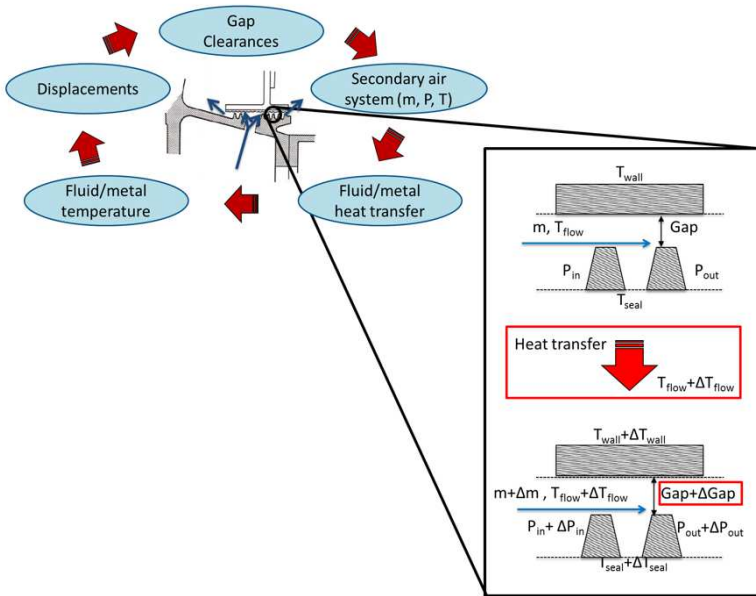 Gap
Clearances
Displacements
Secondary air
system (m, P, T)
Fluid/metal
temperature
Fluid/metal
heat transfer
T_wall
m, T_flow
Gap
P_in
P_out
T_seal
Heat transfer
T_flow+ΔT_flow
T_wall+ΔT_wall
m+Δm , T_flow+ΔT_flow
Gap+ΔGap
P_in+ ΔP_in
P_out+ΔP_out
T_seal+ΔT_seal